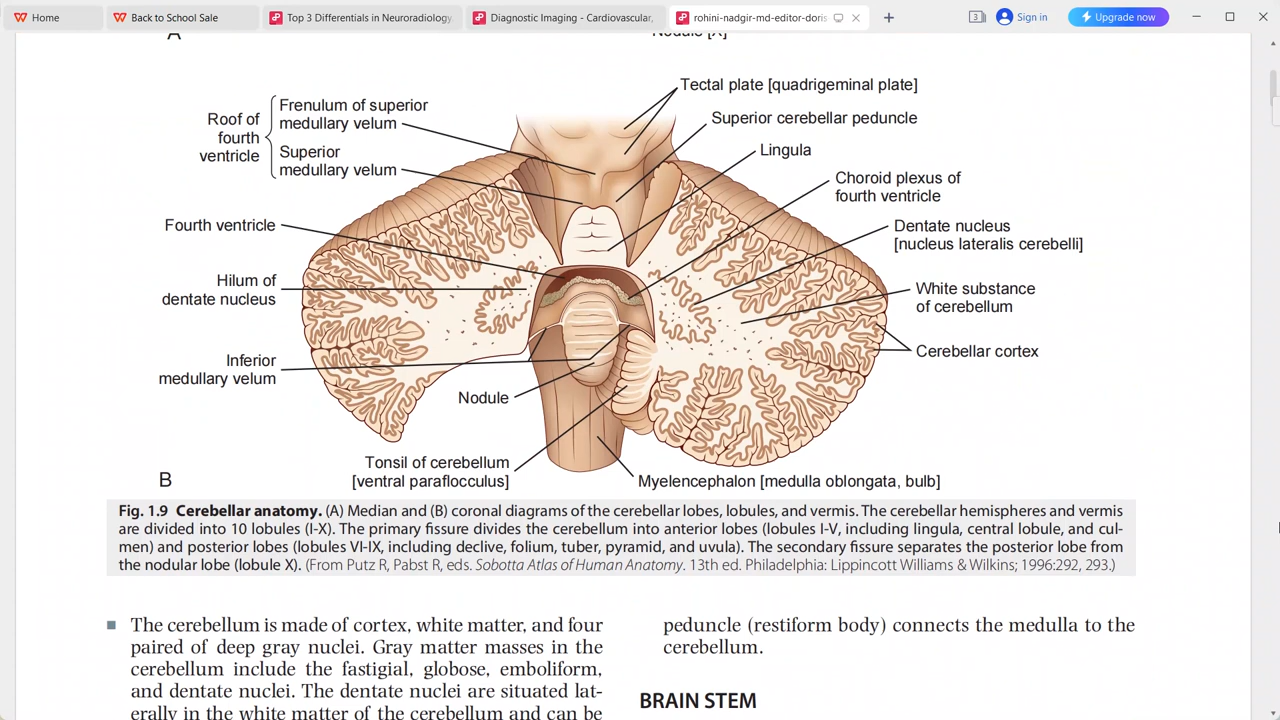 Home
Back to School Sale
Top 3 Differentials in Neuroradiology
Diagnostic Imaging - Cardiovascular,
rohini-nadgir-md-editor-doris
3
Sign in
Upgrade now
A
Nodule [X]
Tectal plate [quadrigeminal plate]
Frenulum of superior
medullary velum
Roof of
fourth
ventricle
Superior
medullary velum
Superior cerebellar peduncle
Lingula
Choroid plexus of
fourth ventricle
Fourth ventricle
Dentate nucleus
[nucleus lateralis cerebelli]
Hilum of
dentate nucleus
White substance
of cerebellum
Cerebellar cortex
Inferior
medullary velum
Nodule
Tonsil of cerebellum
[ventral paraflocculus]
Myelencephalon [medulla oblongata, bulb]
B
Fig. 1.9 Cerebellar anatomy. (A) Median and (B) coronal diagrams of the cerebellar lobes, lobules, and vermis. The cerebellar hemispheres and vermis
are divided into 10 lobules (I-X). The primary fissure divides the cerebellum into anterior lobes (lobules I-V, including lingula, central lobule, and cul-
men) and posterior lobes (lobules VI-IX, including declive, folium, tuber, pyramid, and uvula). The secondary fissure separates the posterior lobe from
the nodular lobe (lobule X). (From Putz R, Pabst R, eds. Sobotta Atlas of Human Anatomy. 13th ed. Philadelphia: Lippincott Williams & Wilkins; 1996:292, 293.)
The cerebellum is made of cortex, white matter, and four
paired of deep gray nuclei. Gray matter masses in the
cerebellum include the fastigial, globose, emboliform,
and dentate nuclei. The dentate nuclei are situated lat-
erally in the white matter of the cerebellum and can be
peduncle (restiform body) connects the medulla to the
cerebellum.
BRAIN STEM